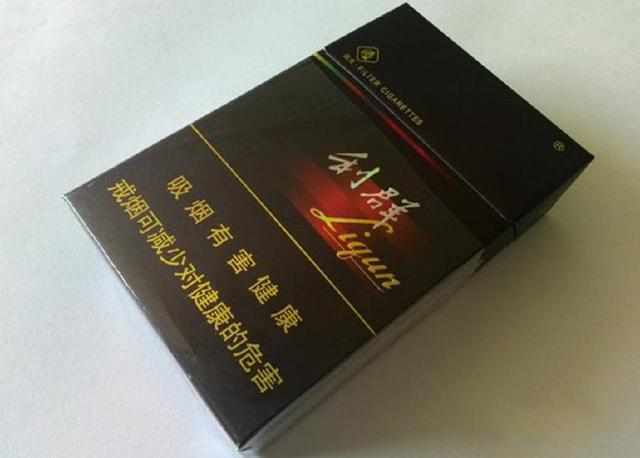 FILTER CIGARETTES
®
利群
Liqun
吸烟有害健康
戒烟可减少对健康的危害